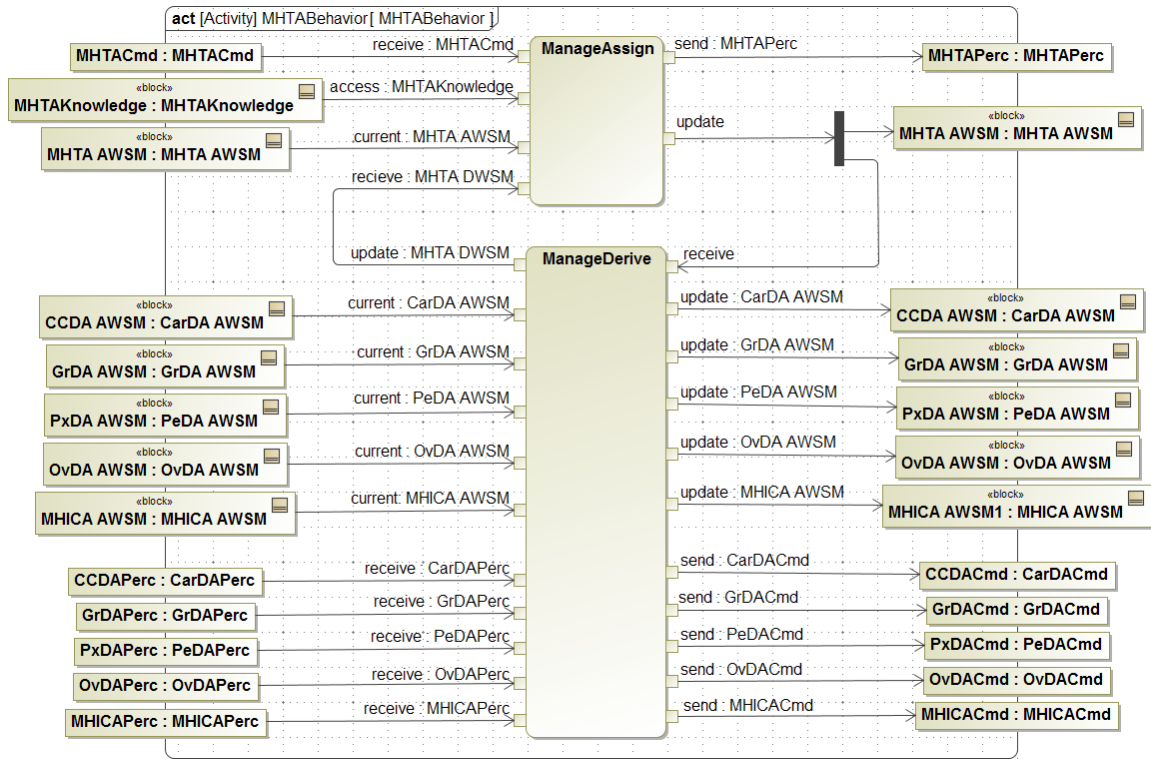 act [Activity] MHTABehavior[ MHTABehavior ]
MHTACmd : MHTACmd
receive : MHTACmd
ManageAssign
send : MHTAPerc
MHTAPerc : MHTAPerc
«block»
MHTAKnowledge : MHTAKnowledge
access : MHTAKnowledge
«block»
MHTA AWSM : MHTA AWSM
current : MHTA AWSM
update
«block»
MHTA AWSM : MHTA AWSM
recieve : MHTA DWSM
update : MHTA DWSM
ManageDerive
receive
«block»
CCDA AWSM : CarDA AWSM
current : CarDA AWSM
update : CarDA AWSM
«block»
CCDA AWSM : CarDA AWSM
«block»
GrDA AWSM : GrDA AWSM
current : GrDA AWSM
update : GrDA AWSM
«block»
GrDA AWSM : GrDA AWSM
«block»
PxDA AWSM : PeDA AWSM
current : PeDA AWSM
update : PeDA AWSM
«block»
PxDA AWSM : PeDA AWSM
«block»
OvDA AWSM : OvDA AWSM
current : OvDA AWSM
update : OvDA AWSM
«block»
OvDA AWSM : OvDA AWSM
«block»
MHICA AWSM : MHICA AWSM
current: MHICA AWSM
update : MHICA AWSM
«block»
MHICA AWSM1 : MHICA AWSM
CCDAPerc : CarDAPerc
receive : CarDAPerc
send : CarDACmd
CCDACmd : CarDACmd
GrDAPerc : GrDAPerc
receive : GrDAPerc
send : GrDACmd
GrDACmd : GrDACmd
PxDAPerc : PeDAPerc
receive : PeDAPerc
send : PeDACmd
PxDACmd : PeDACmd
OvDAPerc : OvDAPerc
receive : OvDAPerc
send : OvDACmd
OvDACmd : OvDACmd
MHICAPerc : MHICAPerc
receive : MHICAPerc
send : MHICACmd
MHICACmd : MHICACmd